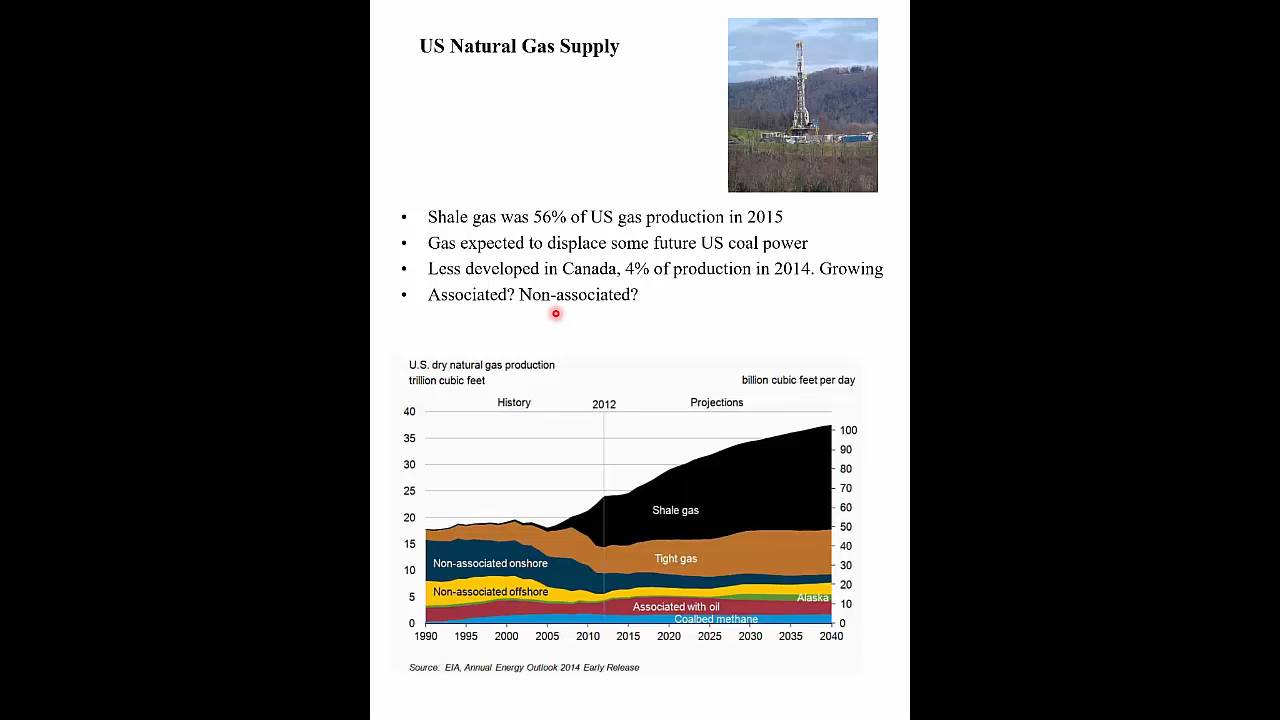 US Natural Gas Supply
• Shale gas was 56% of US gas production in 2015
• Gas expected to displace some future US coal power
• Less developed in Canada, 4% of production in 2014. Growing
• Associated? Non-associated?
U.S. dry natural gas production
trillion cubic feet
billion cubic feet per day
History
2012
Projections
40
35
30
25
20
15
10
5
0
100
90
80
70
60
50
40
30
20
10
0
Shale gas
Tight gas
Non-associated onshore
Non-associated offshore
Alaska
Associated with oil
Coalbed methane
1990 1995 2000 2005 2010 2015 2020 2025 2030 2035 2040
Source: EIA, Annual Energy Outlook 2014 Early Release